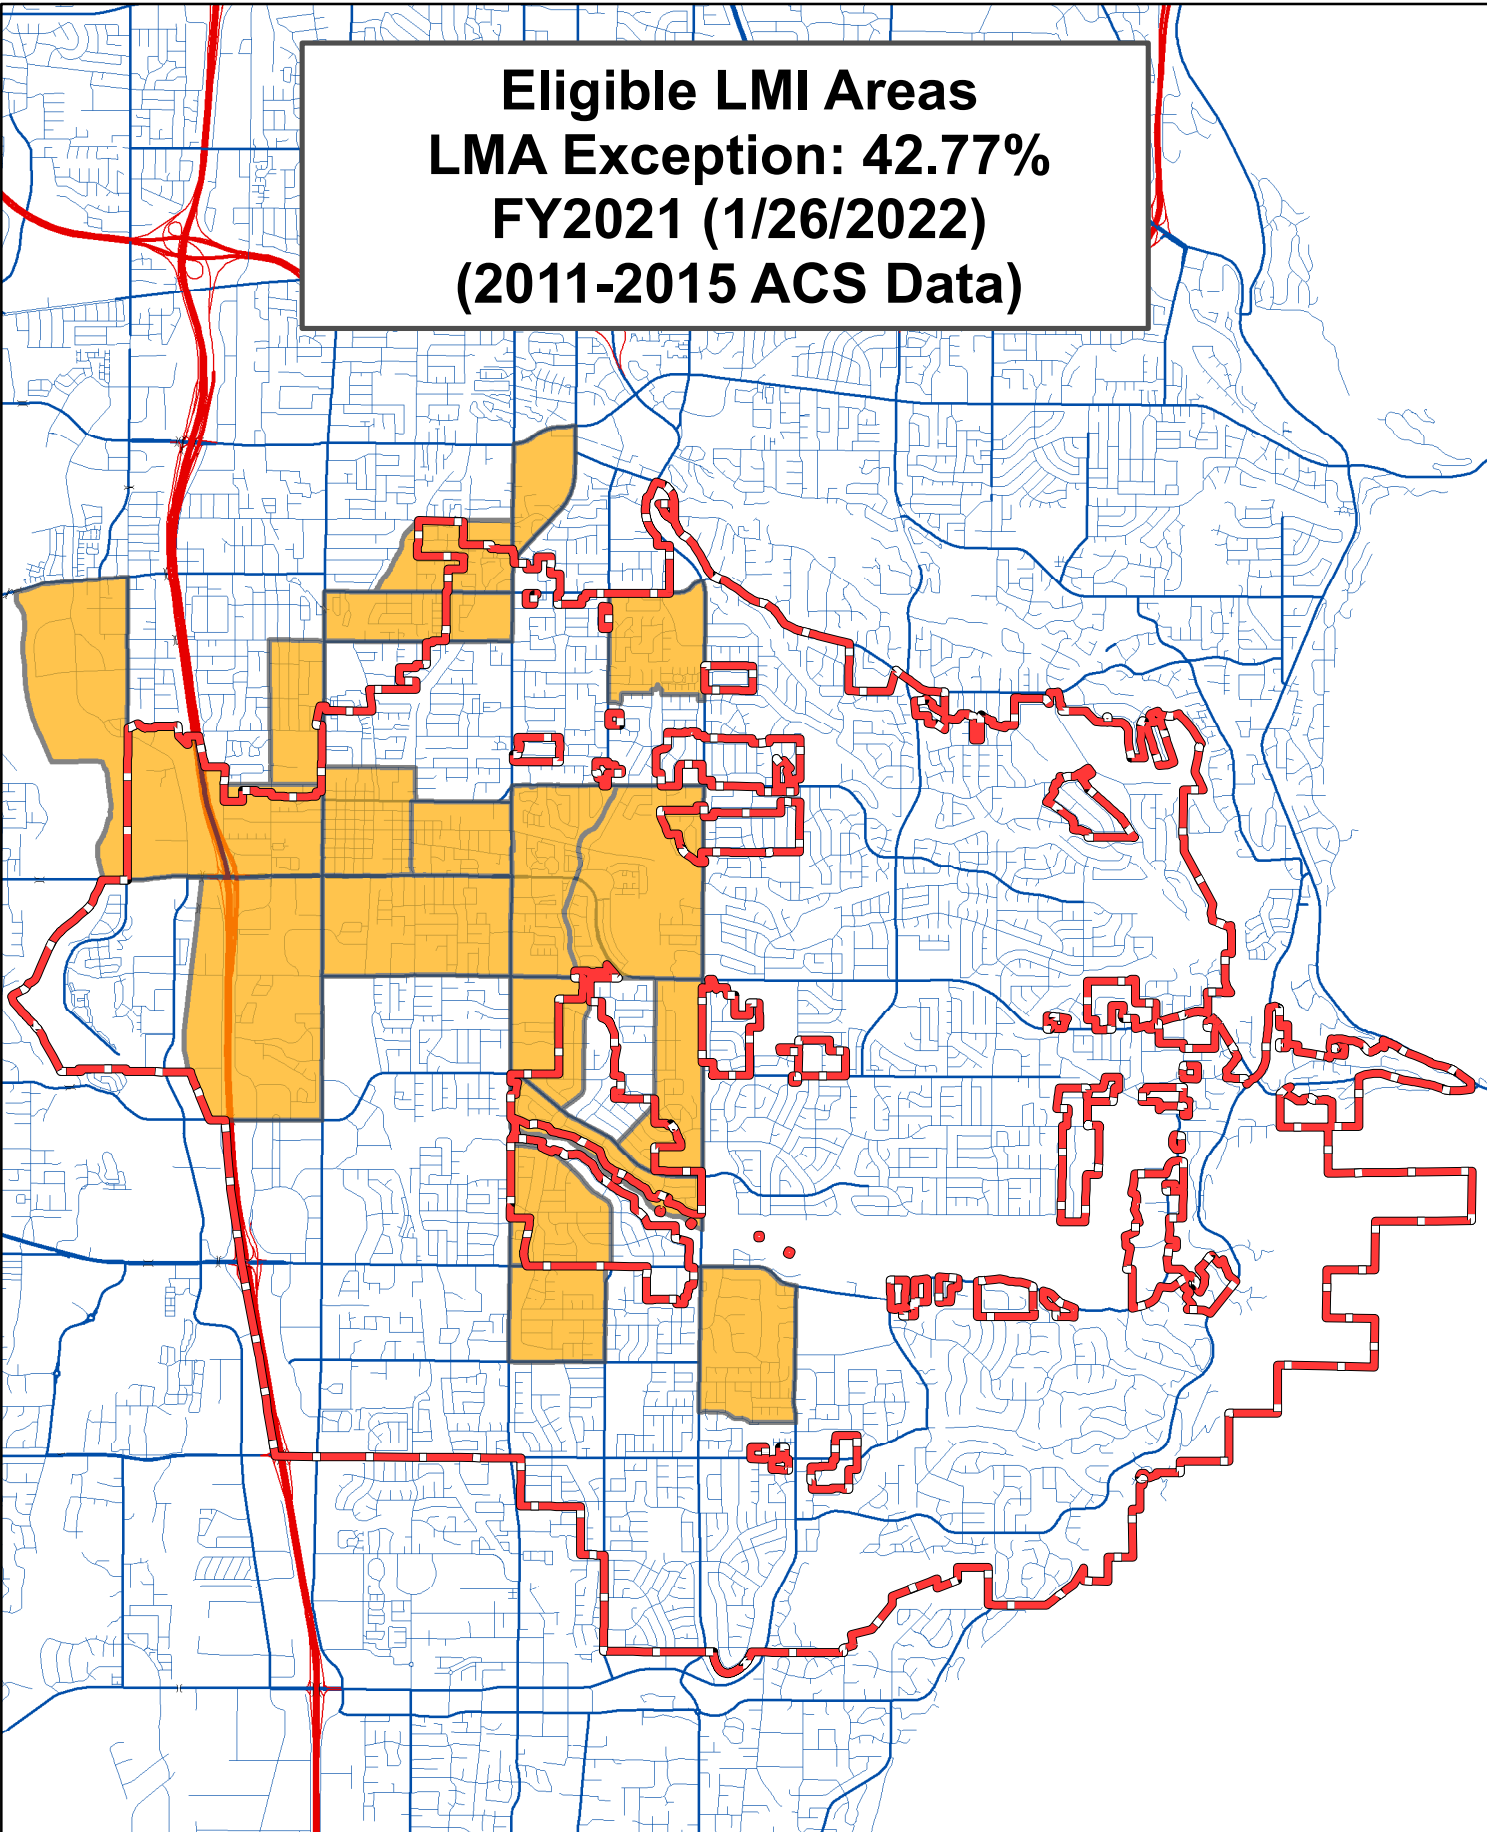 Eligible LMI Areas
LMA Exception: 42.77%
FY2021 (1/26/2022)
(2011-2015 ACS Data)